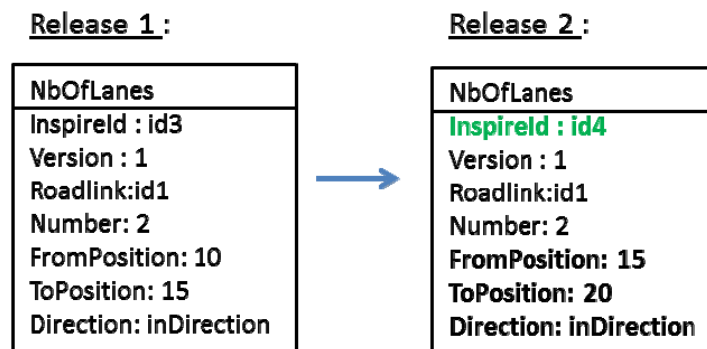 Release 1 :
NbOfLanes
InspireId : id3
Version : 1
Roadlink:id1
Number: 2
FromPosition: 10
ToPosition: 15
Direction: inDirection
Release 2 :
NbOfLanes
InspireId : id4
Version : 1
Roadlink:id1
Number: 2
FromPosition: 15
ToPosition: 20
Direction: inDirection